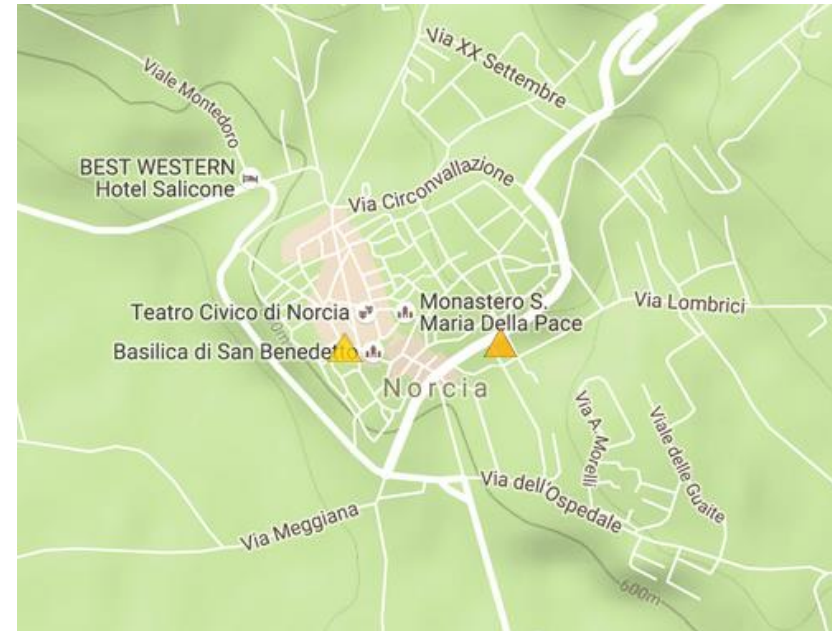 Via XX Settembre
Viale Montedoro
BEST WESTERN
Hotel Salicone
Via Circonvallazione
Teatro Civico di Norcia
Monastero S.
Maria Della Pace
Via Lombrici
Basilica di San Benedetto
Norcia
Via A. Morelli
Viale delle Guaite
Via dell'Ospedale
Via Meggiana
600m